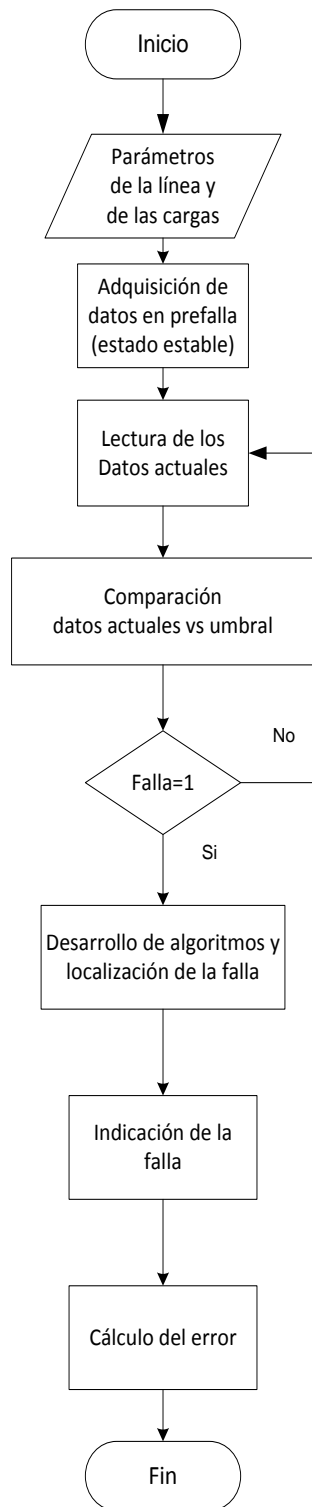 Inicio
Parámetros
de la línea y
de las cargas
Adquisición de
datos en prefalla
(estado estable)
Lectura de los
Datos actuales
Comparación
datos actuales vs umbral
No
Falla=1
Si
Desarrollo de algoritmos y
localización de la falla
Indicación de la
falla
Cálculo del error
Fin